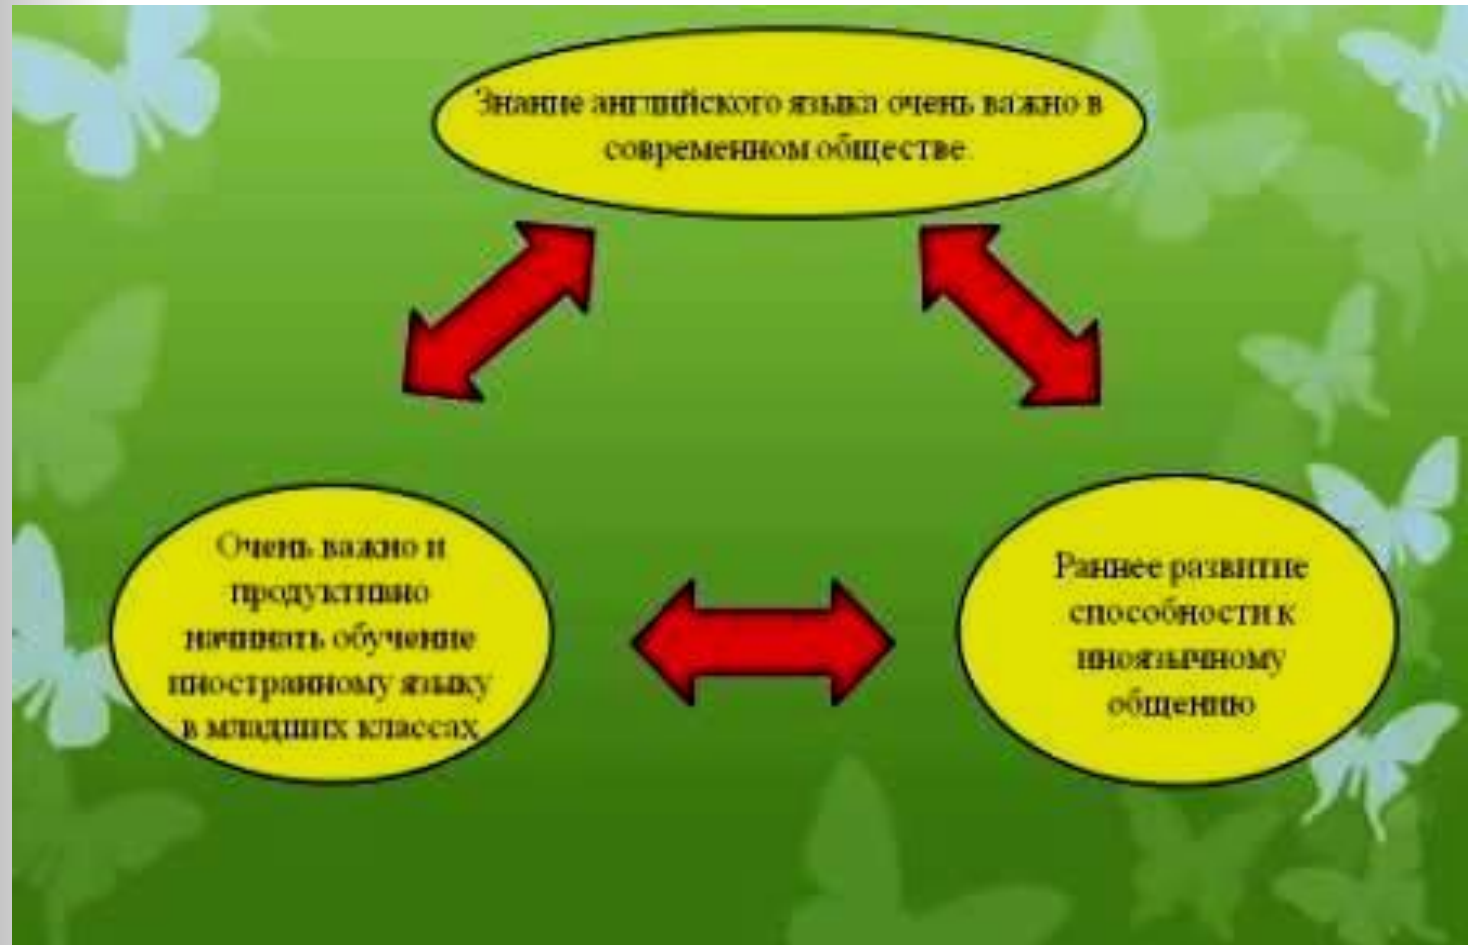 Знание английского языка очень важно в
современном обществе.
Очень важно и
продуктивно
начинать обучение
иностранному языку
в младших классах
Раннее развитие
способности к
иноязычному
общению